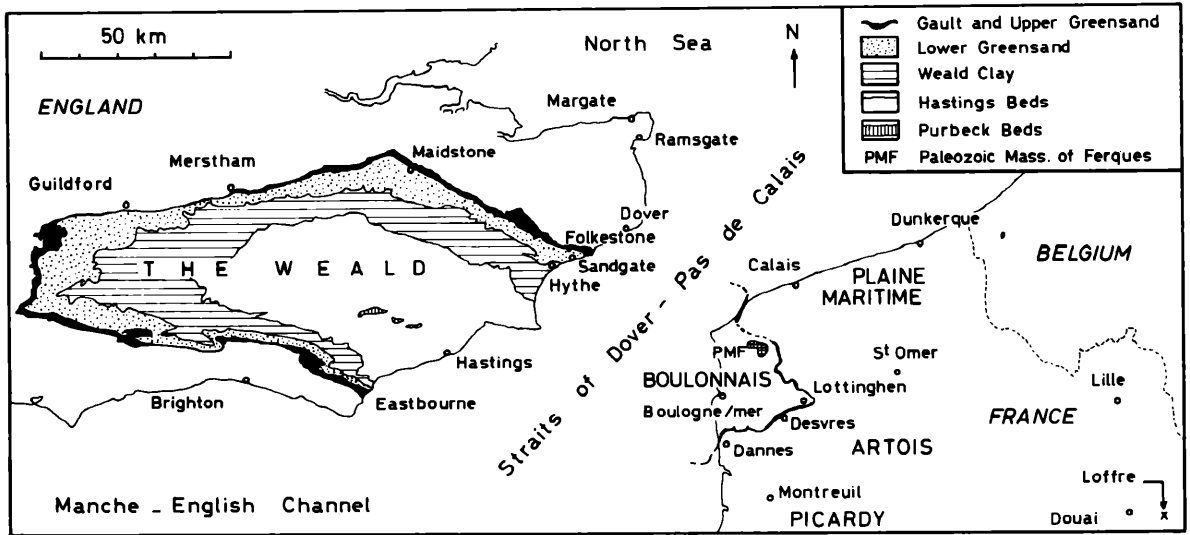 50 km
North Sea
N
ENGLAND
Margate
Ramsgate
Merstham
Maidstone
Guildford
Dover
Folkestone
Sandgate
Hythe
THE WEALD
Hastings
Brighton
Eastbourne
Straits of Dover - Pas de Calais
Manche - English Channel
Gault and Upper Greensand
Lower Greensand
Weald Clay
Hastings Beds
Purbeck Beds
PMF Paleozoic Mass. of Ferques
Dunkerque
BELGIUM
Calais
PLAINE
MARITIME
PMF
St Omer
BOULONNAIS
Lottinghen
Lille
Boulogne/mer
Desvres
FRANCE
Dannes
ARTOIS
Loffre
Montreuil
x
PICARDY
Douai